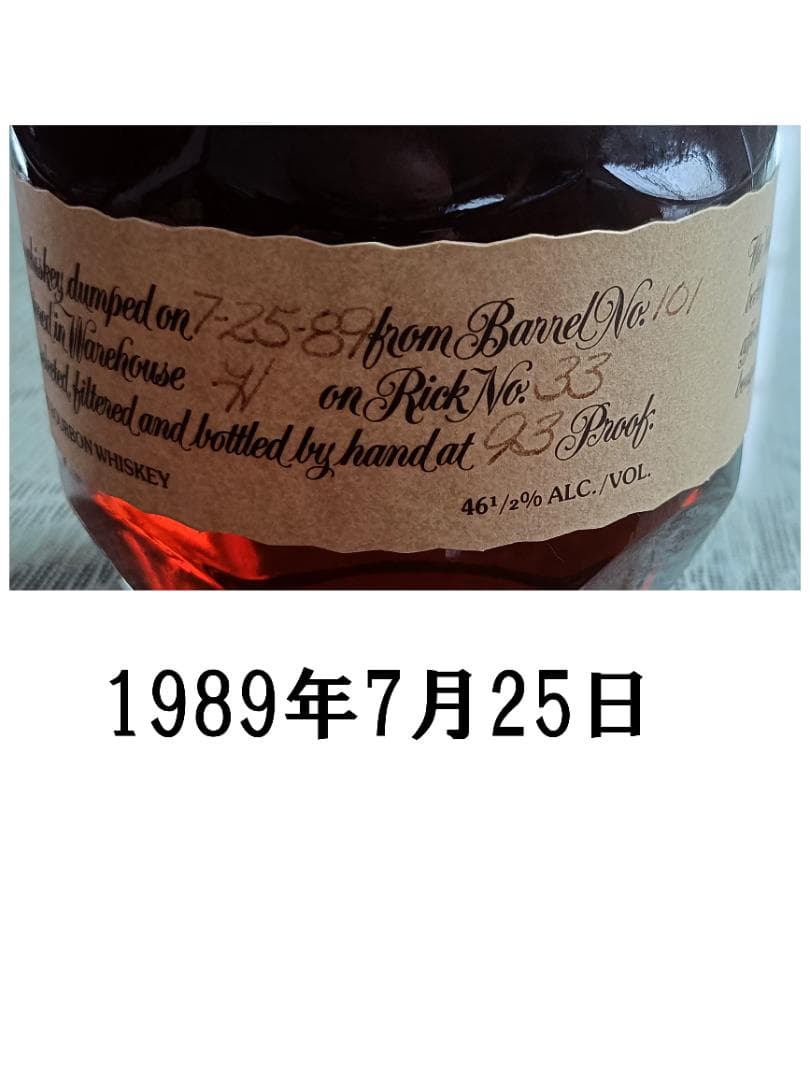 whiskey dumped on 7-25-89 from Barrel No. 101
in Warehouse H on Rick No. 33
filtered and bottled by hand at 93 Proof.
BOURBON WHISKEY
46 1/2% ALC./VOL.
1989年7月25日